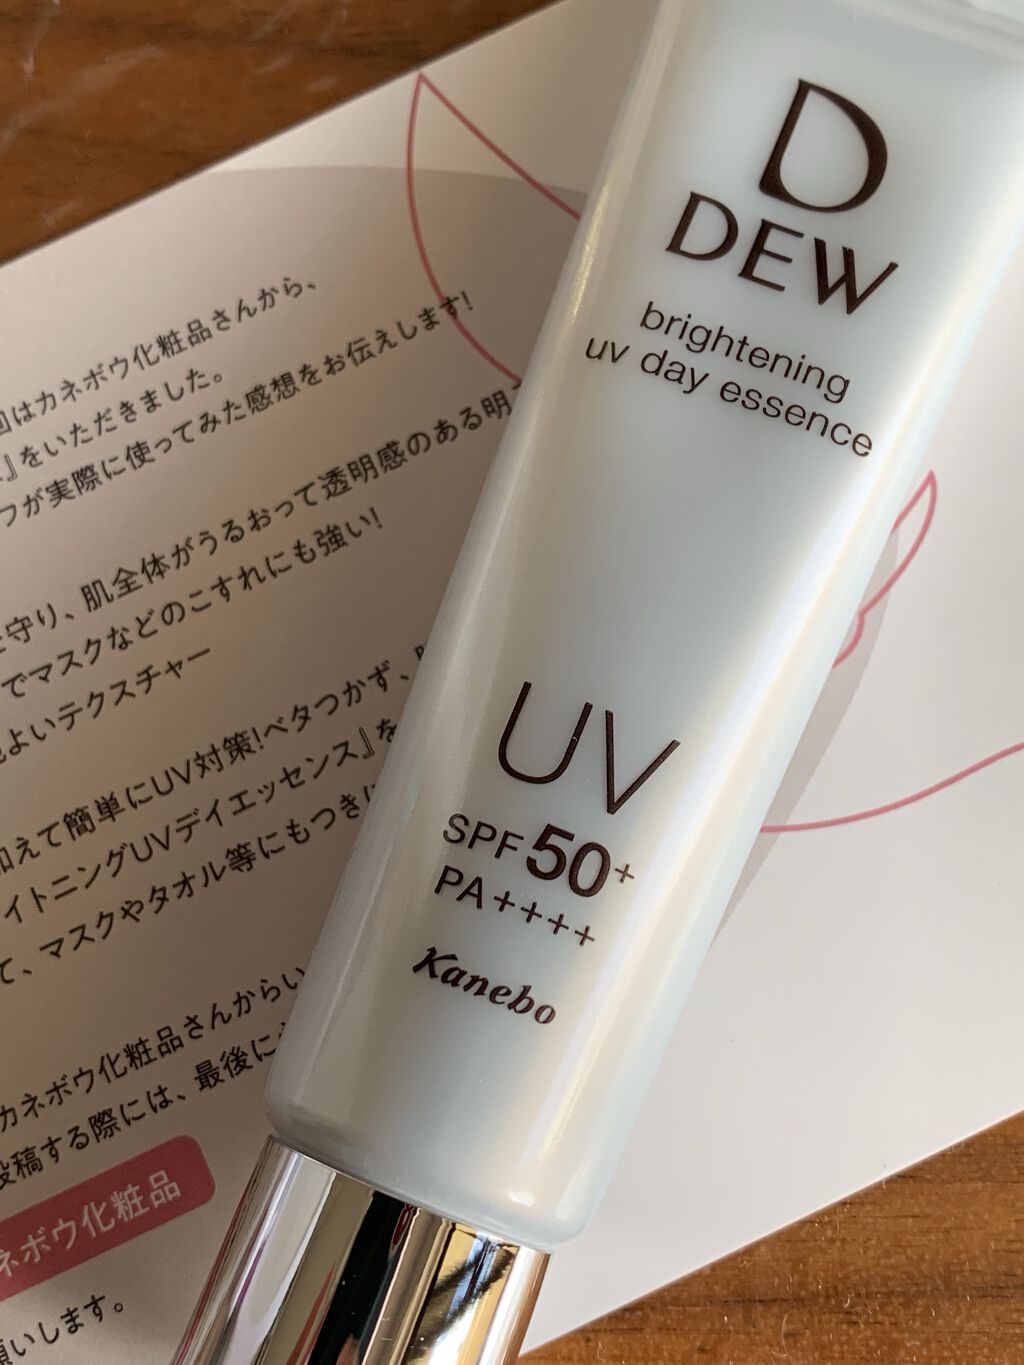 D
DEW
brightening
uv day essence
UV
SPF 50+
PA++++
Kanebo
回はカネボウ化粧品さんから、
』をいただきました。
フが実際に使ってみた感想をお伝えします!
を守り、肌全体がうるおって透明感のある明
でマスクなどのこすれにも強い!
地よいテクスチャー
加えて簡単にUV対策!ベタつかず、
イトニングUVデイエッセンス』を
て、マスクやタオル等にもつきに
カネボウ化粧品さんからい
投稿する際には、最後に
ネボウ化粧品
願いします。